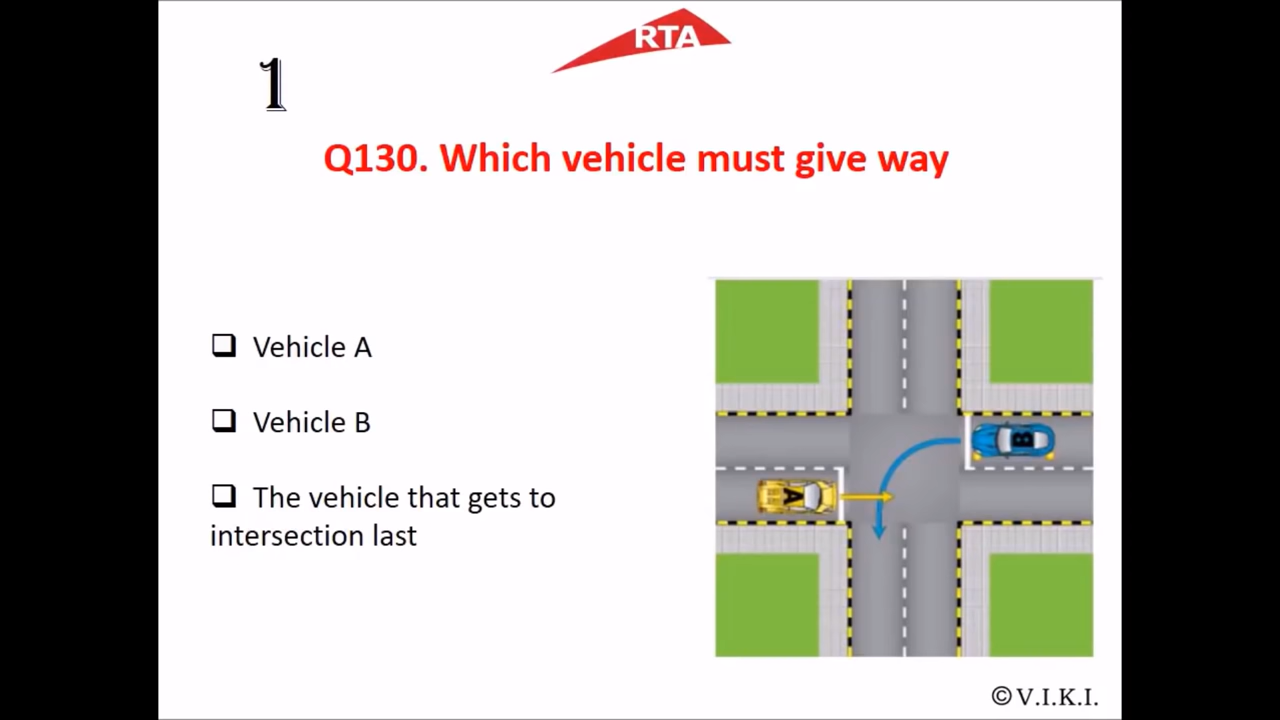 RTA
1
Q130. Which vehicle must give way
Vehicle A
Vehicle B
The vehicle that gets to
intersection last
B
A
© V.I.K.I.